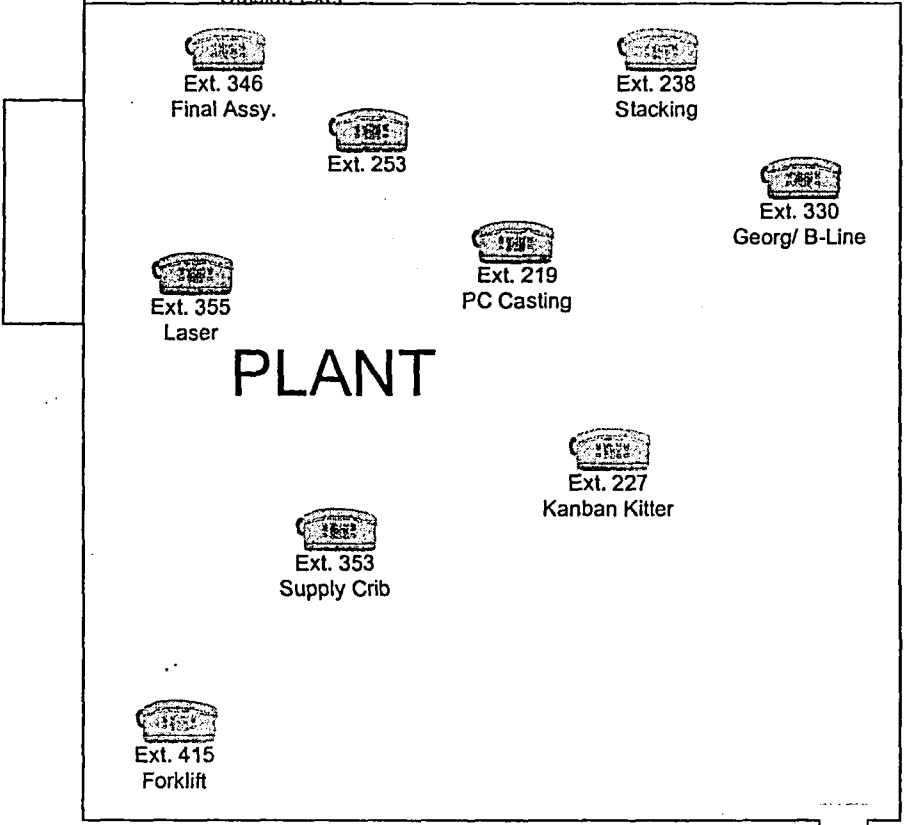 Ext. 346
Final Assy.
Ext. 238
Stacking
Ext. 253
Ext. 330
Georg/ B-Line
Ext. 219
PC Casting
Ext. 355
Laser
PLANT
Ext. 227
Kanban Kitter
Ext. 353
Supply Crib
Ext. 415
Forklift